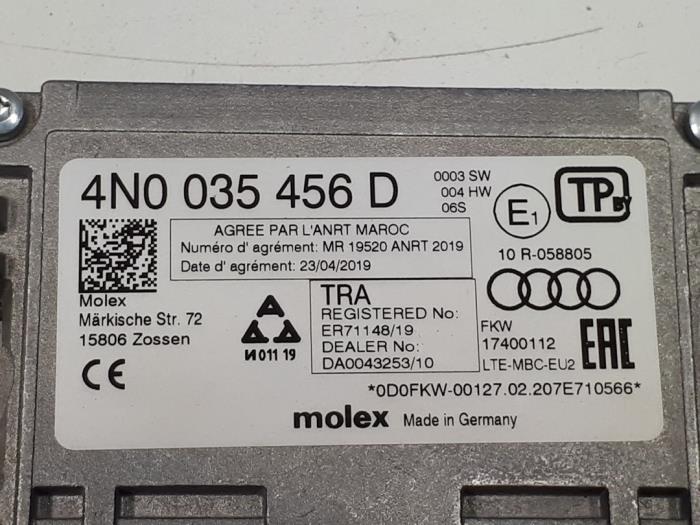 4N0 035 456 D
0003 SW
004 HW
06S
E1
TP BY
10 R-058805
AGREE PAR L'ANRT MAROC
Numéro d' agrément: MR 19520 ANRT 2019
Date d' agrément: 23/04/2019
Molex
Märkische Str. 72
15806 Zossen
CE
И 011 19
TRA
REGISTERED No:
ER71148/19
DEALER No:
DA0043253/10
FKW
17400112
LTE-MBC-EU2
EAC
*0D0FKW-00127.02.207E710566*
molex Made in Germany